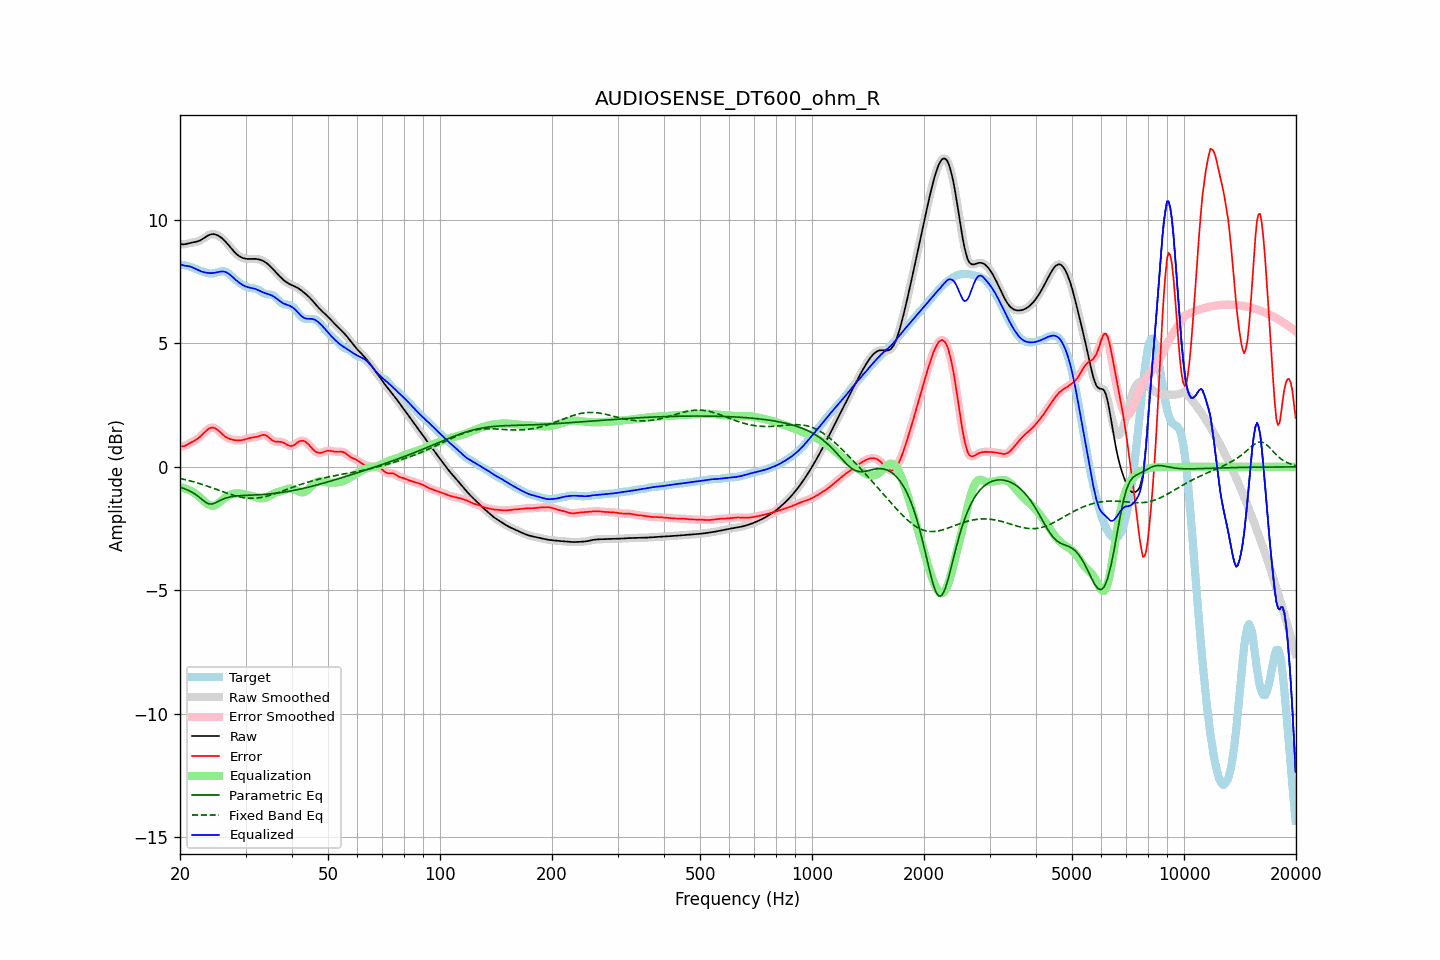 AUDIOSENSE_DT600_ohm_R
Amplitude (dBr)
10
5
0
−5
−10
−15
Target
Raw Smoothed
Error Smoothed
Raw
Error
Equalization
Parametric Eq
Fixed Band Eq
Equalized
20 50 100 200 500 1000 2000 5000 10000 20000
Frequency (Hz)